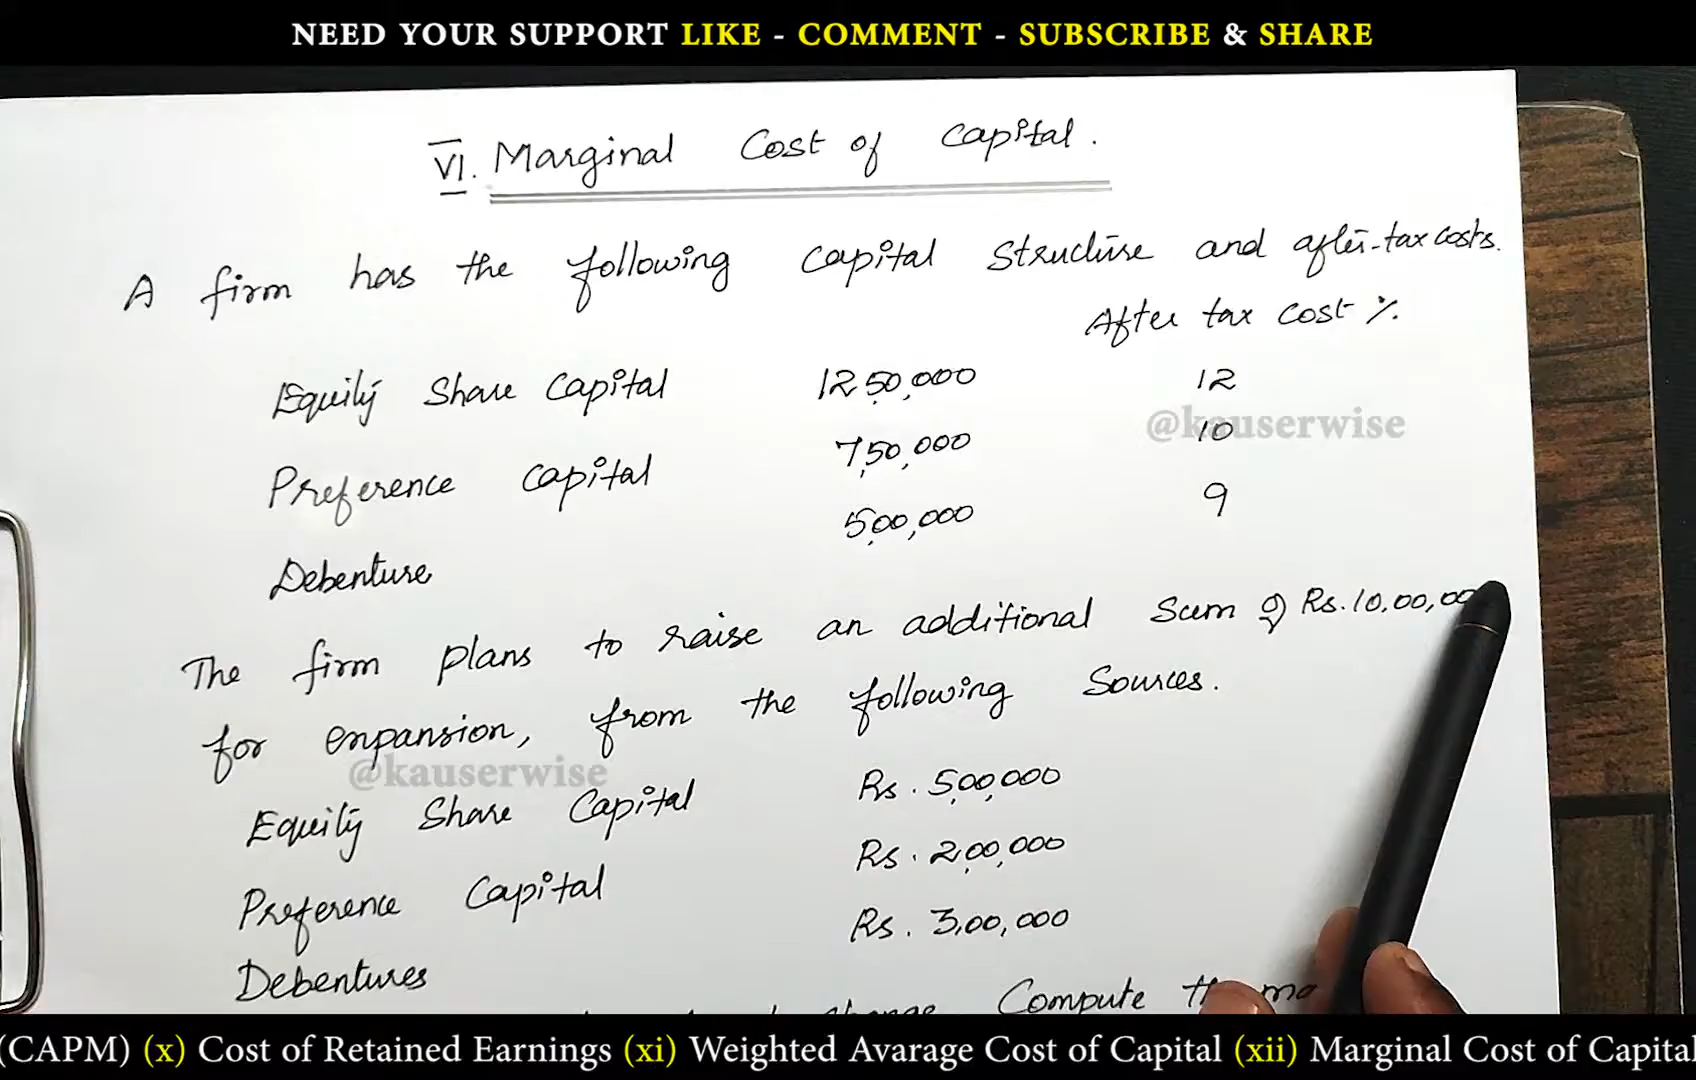 NEED YOUR SUPPORT LIKE - COMMENT - SUBSCRIBE & SHARE
VI. Marginal Cost of Capital.
A firm has the following Capital Structure and after-tax costs.
After tax cost %
Equity Share Capital 12,50,000 12
@kauserwise
Preference Capital 7,50,000 10
Debenture 5,00,000 9
The firm plans to raise an additional Sum of Rs. 10,00,00
for expansion, from the following Sources.
@kauserwise
Equity Share Capital Rs. 5,00,000
Preference Capital Rs. 2,00,000
Debentures Rs. 3,00,000
change. Compute
(CAPM) (x) Cost of Retained Earnings (xi) Weighted Avarage Cost of Capital (xii) Marginal Cost of Capital